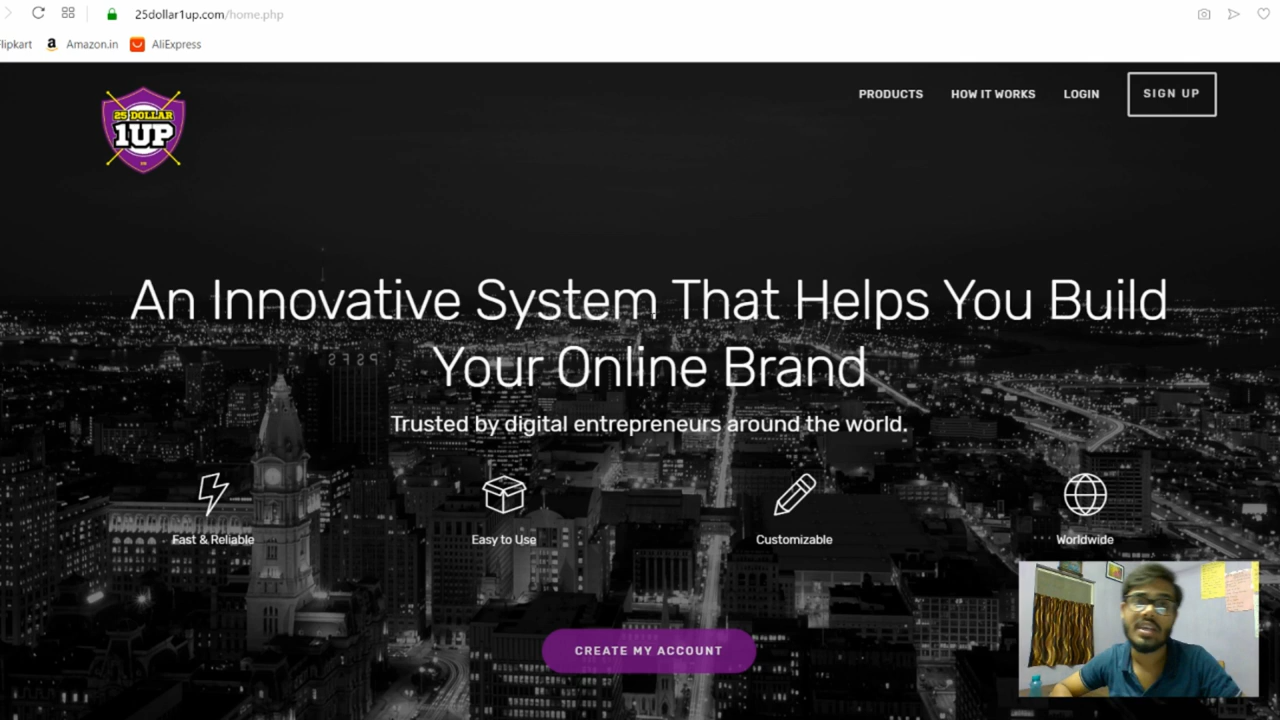 25dollar1up.com/home.php
lipkart
a
Amazon.in
AliExpress
25 DOLLAR
1UP
PRODUCTS
HOW IT WORKS
LOGIN
SIGN UP
An Innovative System That Helps You Build
Your Online Brand
Trusted by digital entrepreneurs around the world.
Fast & Reliable
Easy to Use
Customizable
Worldwide
CREATE MY ACCOUNT